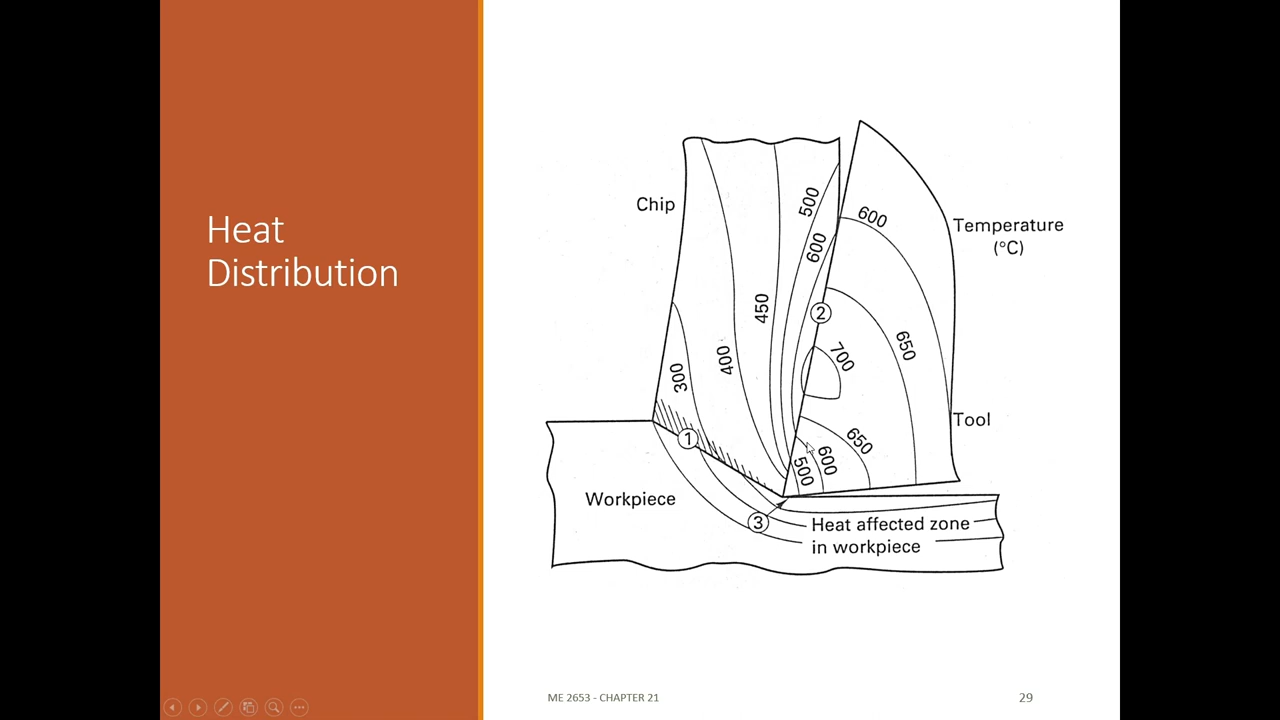 Heat
Distribution
Chip
500
600
600
Temperature
(°C)
450
400
300
2
700
650
Tool
1
650
600
500
Workpiece
3
Heat affected zone
in workpiece
ME 2653 - CHAPTER 21
29